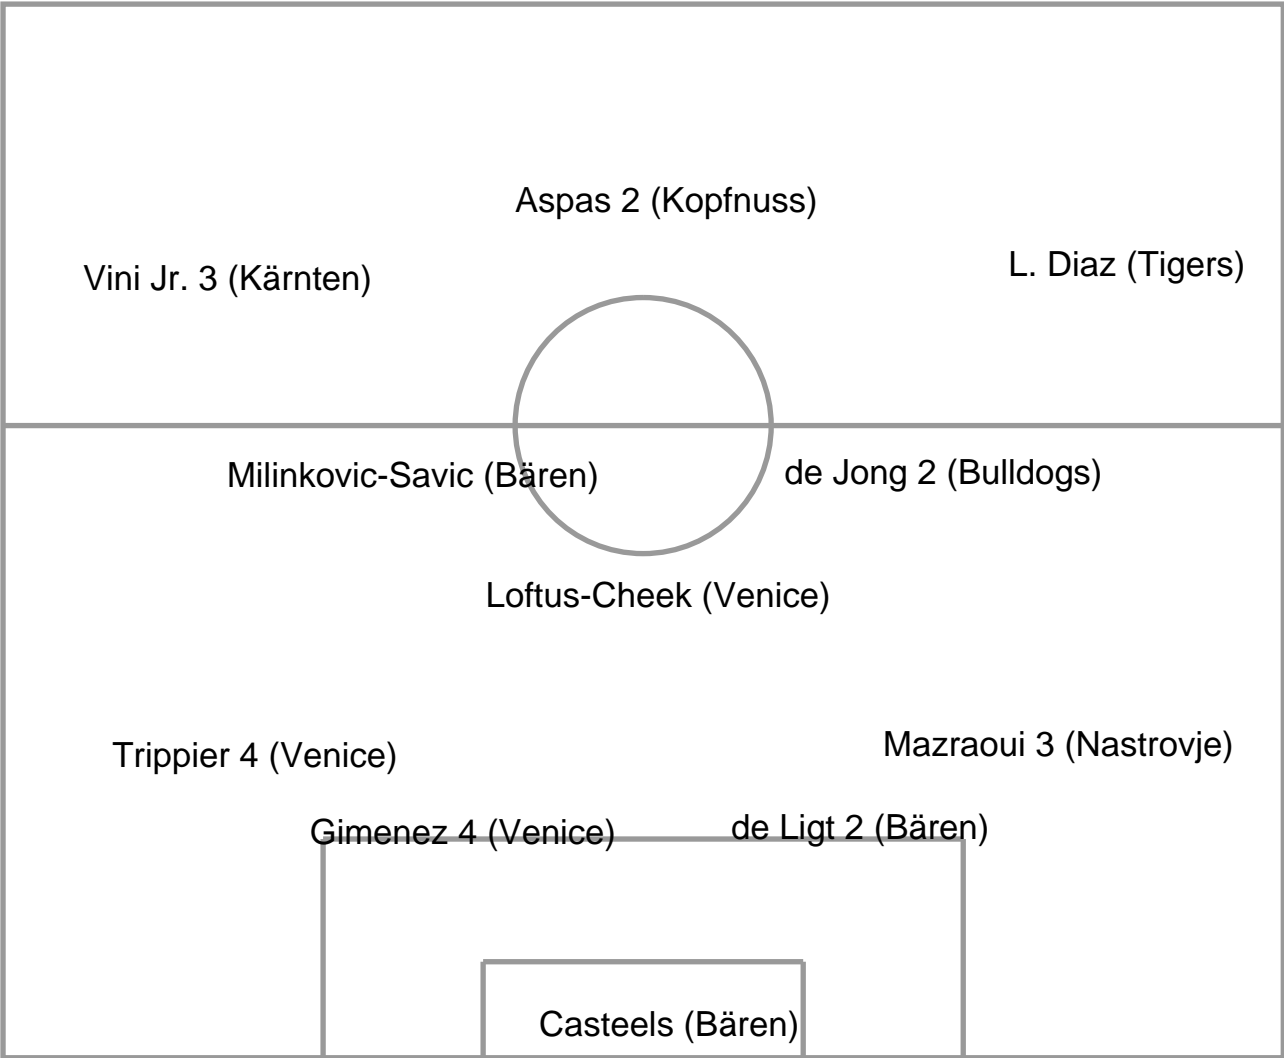 Aspas 2 (Kopfnuss)
Vini Jr. 3 (Kärnten)
L. Diaz (Tigers)
Milinkovic-Savic (Bären)
de Jong 2 (Bulldogs)
Loftus-Cheek (Venice)
Trippier 4 (Venice)
Mazraoui 3 (Nastrovje)
Gimenez 4 (Venice)
de Ligt 2 (Bären)
Casteels (Bären)